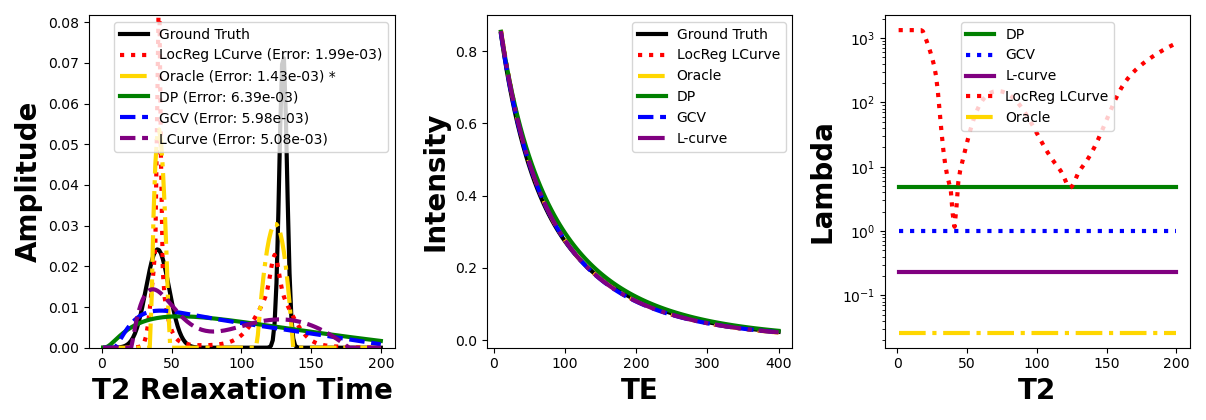 Ground Truth
LocReg LCurve (Error: 1.99e-03)
Oracle (Error: 1.43e-03) *
DP (Error: 6.39e-03)
GCV (Error: 5.98e-03)
LCurve (Error: 5.08e-03)
Amplitude
0.08
0.07
0.06
0.05
0.04
0.03
0.02
0.01
0.00
0 50 100 150 200
T2 Relaxation Time
Ground Truth
LocReg LCurve
Oracle
DP
GCV
L-curve
Intensity
0.8
0.6
0.4
0.2
0.0
0 100 200 300 400
TE
DP
GCV
L-curve
LocReg LCurve
Oracle
Lambda
10³
10²
10¹
10⁰
10⁻¹
0 50 100 150 200
T2